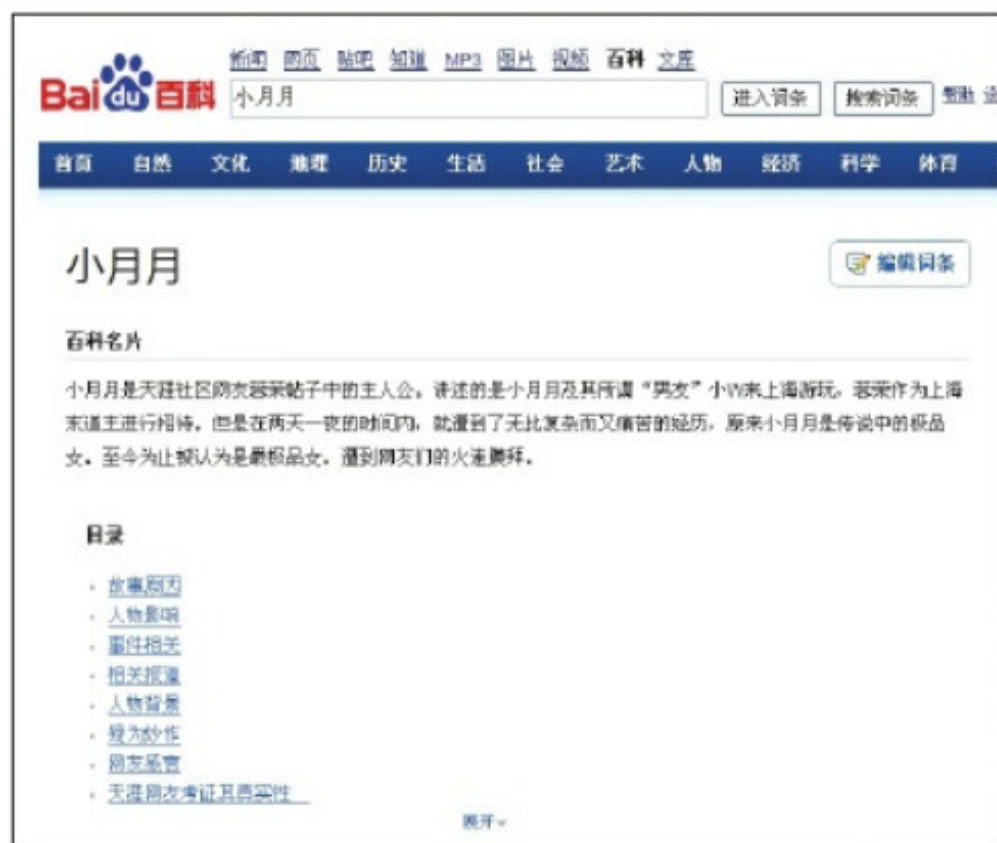 新闻 网页 贴吧 知道 MP3 图片 视频 百科 文库
Bai du 百科 小月月 进入词条 搜索词条 帮助
首页 自然 文化 地理 历史 生活 社会 艺术 人物 经济 科学 体育
小月月 编辑词条
百科名片
小月月是天涯社区网友蓉荣帖子中的主人公。讲述的是小月月及其所谓“男友”小W来上海游玩。蓉荣作为上海
东道主进行招待。但是在两天一夜的时间内，就遭到了无比复杂而又痛苦的经历，原来小月月是传说中的极品
女。至今为止被认为是最极品女。遭到网友们的火速膜拜。
目录
故事原因
人物影响
事件相关
相关报道
人物背景
疑为炒作
网友感言
天涯网友考证其真实性
展开